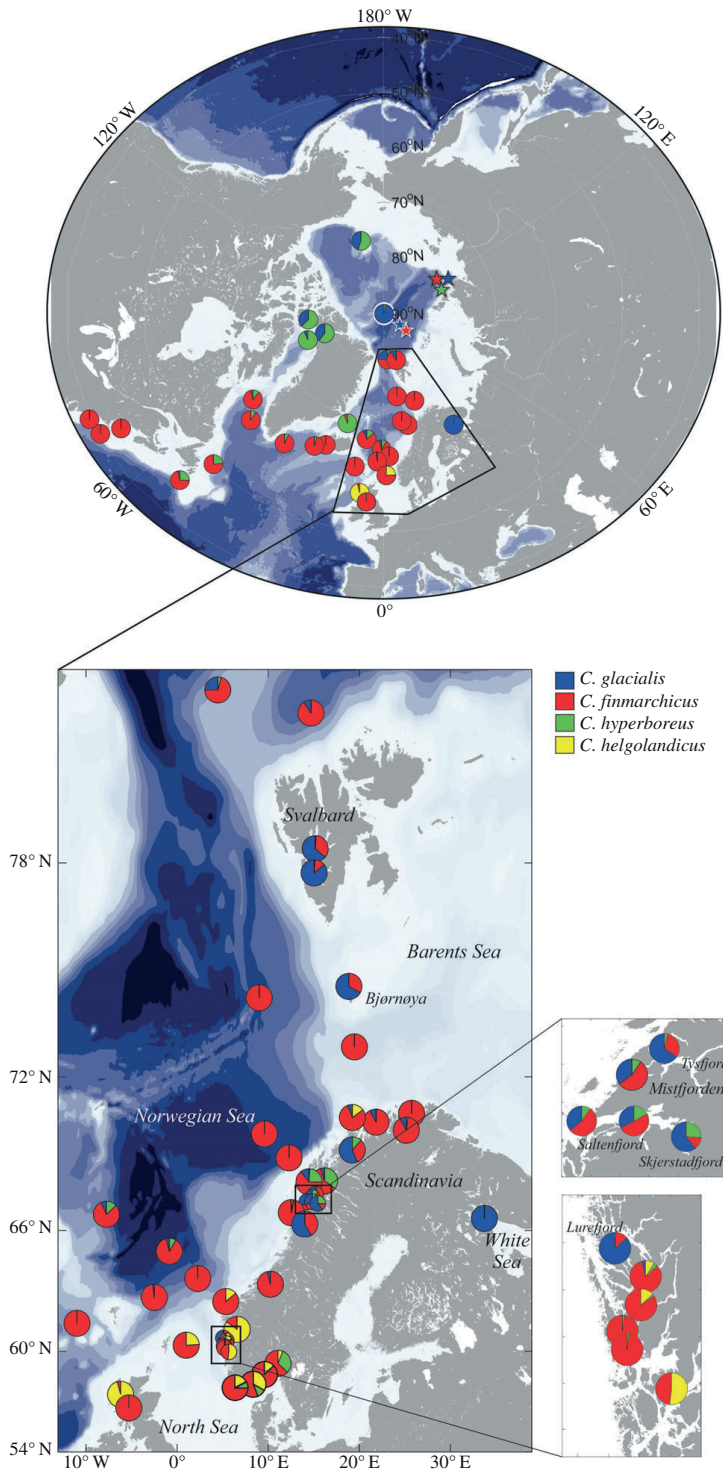 180° W
40°N
50°N
120° W
120° E
60°N
70°N
80°N
90°N
60° W
60° E
0°
C. glacialis
C. finmarchicus
C. hyperboreus
C. helgolandicus
Svalbard
78° N
Barents Sea
Bjørnøya
72° N
Norwegian Sea
Scandinavia
66° N
White
Sea
60° N
North Sea
54° N
10° W
0°
10° E
20° E
30° E
Tysfjord
Mistfjorden
Saltenfjord
Skjerstadfjord
Lurefjord